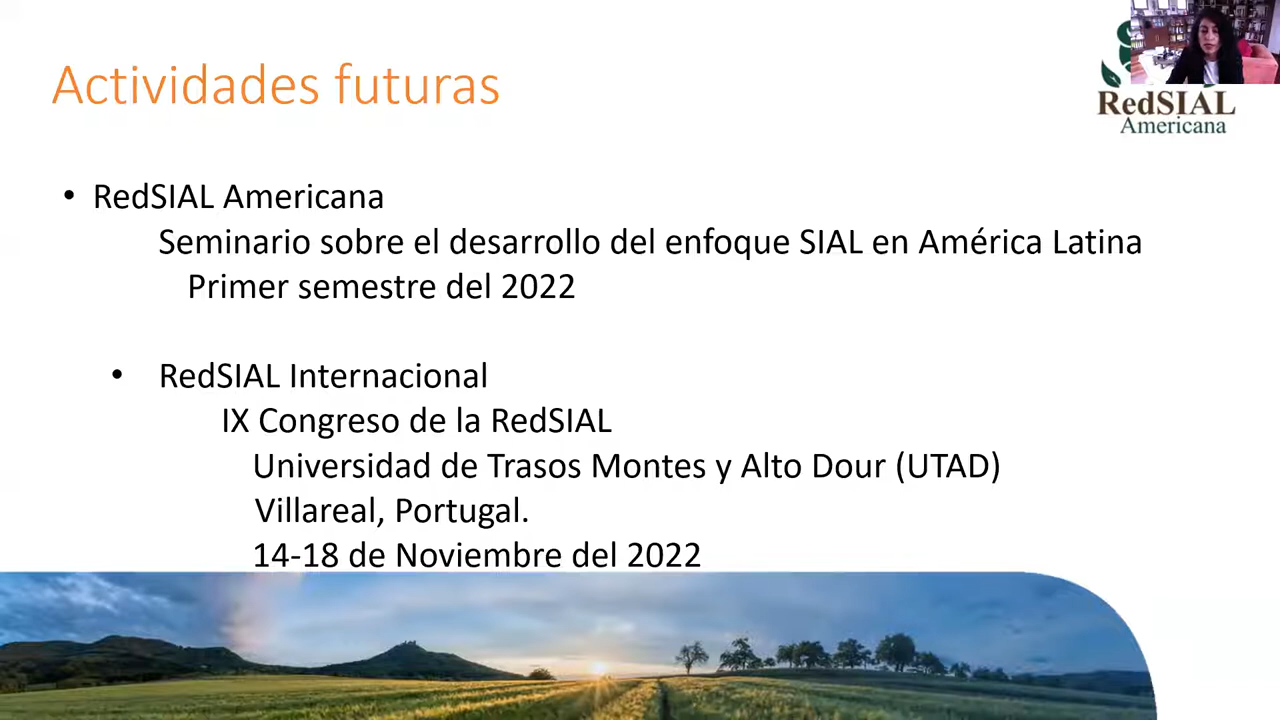 Actividades futuras
RedSIAL
Americana
• RedSIAL Americana
Seminario sobre el desarrollo del enfoque SIAL en América Latina
Primer semestre del 2022
• RedSIAL Internacional
IX Congreso de la RedSIAL
Universidad de Trasos Montes y Alto Dour (UTAD)
Villareal, Portugal.
14-18 de Noviembre del 2022